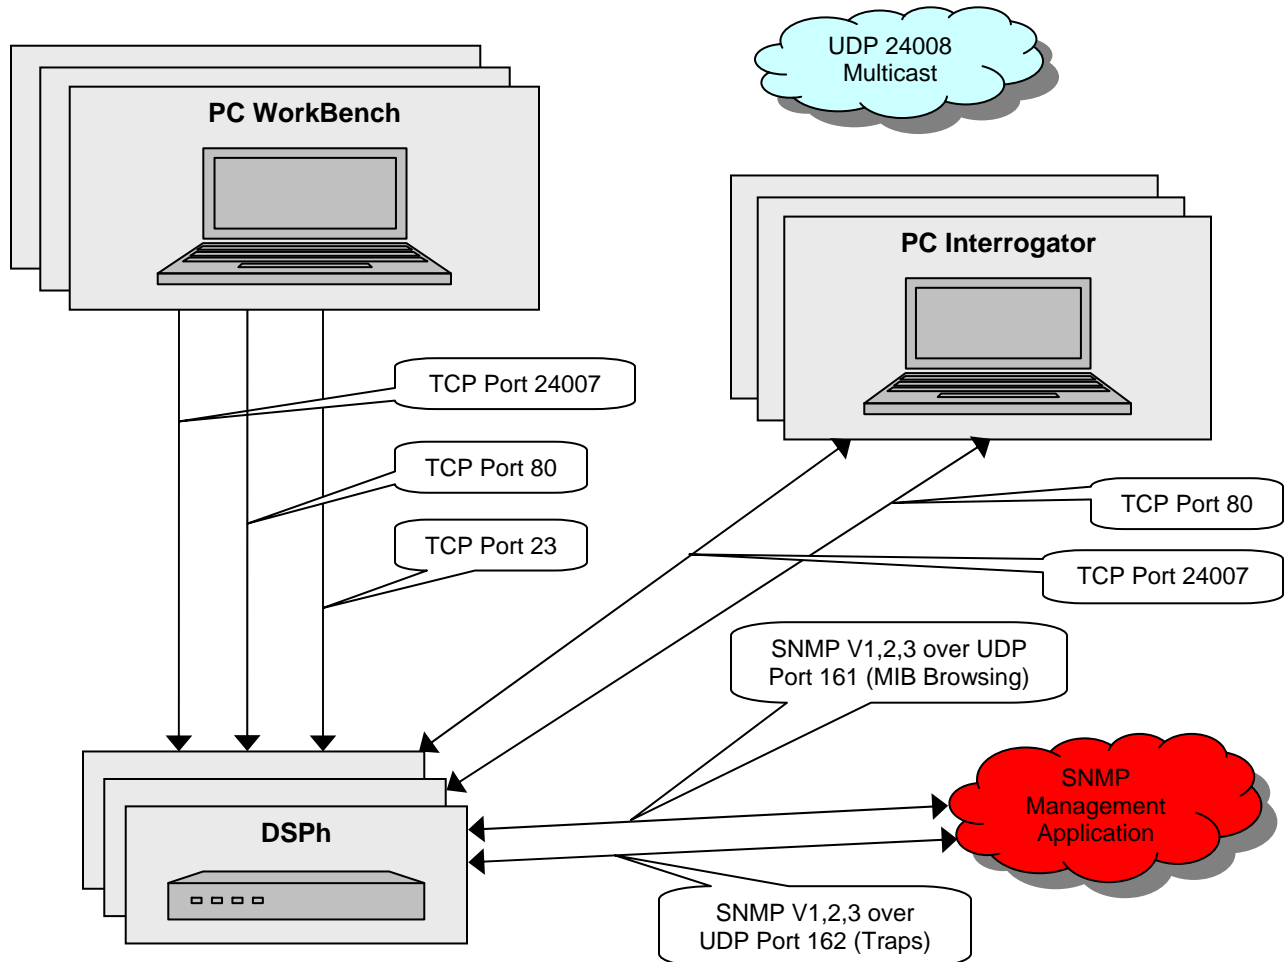 UDP 24008
Multicast
PC WorkBench
PC Interrogator
TCP Port 24007
TCP Port 80
TCP Port 23
TCP Port 80
TCP Port 24007
SNMP V1,2,3 over UDP
Port 161 (MIB Browsing)
SNMP
Management
Application
DSPh
SNMP V1,2,3 over
UDP Port 162 (Traps)